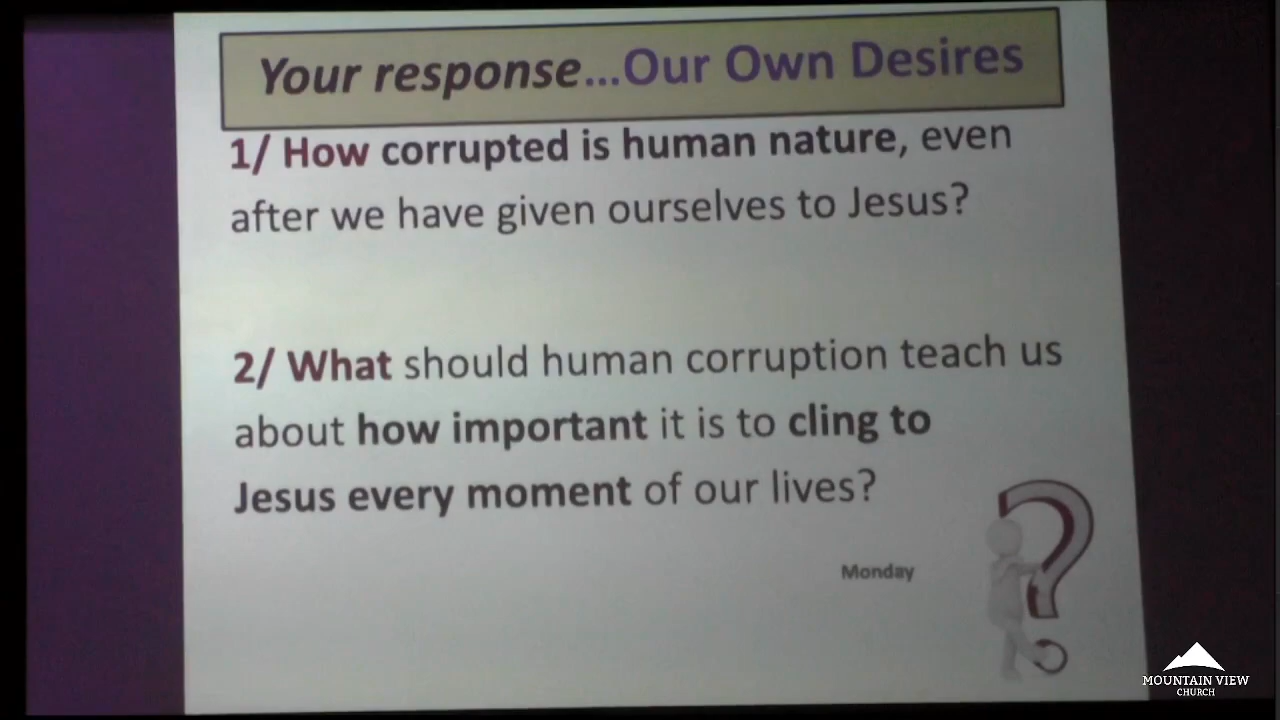 Your response...Our Own Desires
1/ How corrupted is human nature, even
after we have given ourselves to Jesus?
2/ What should human corruption teach us
about how important it is to cling to
Jesus every moment of our lives?
Monday
MOUNTAIN VIEW
CHURCH